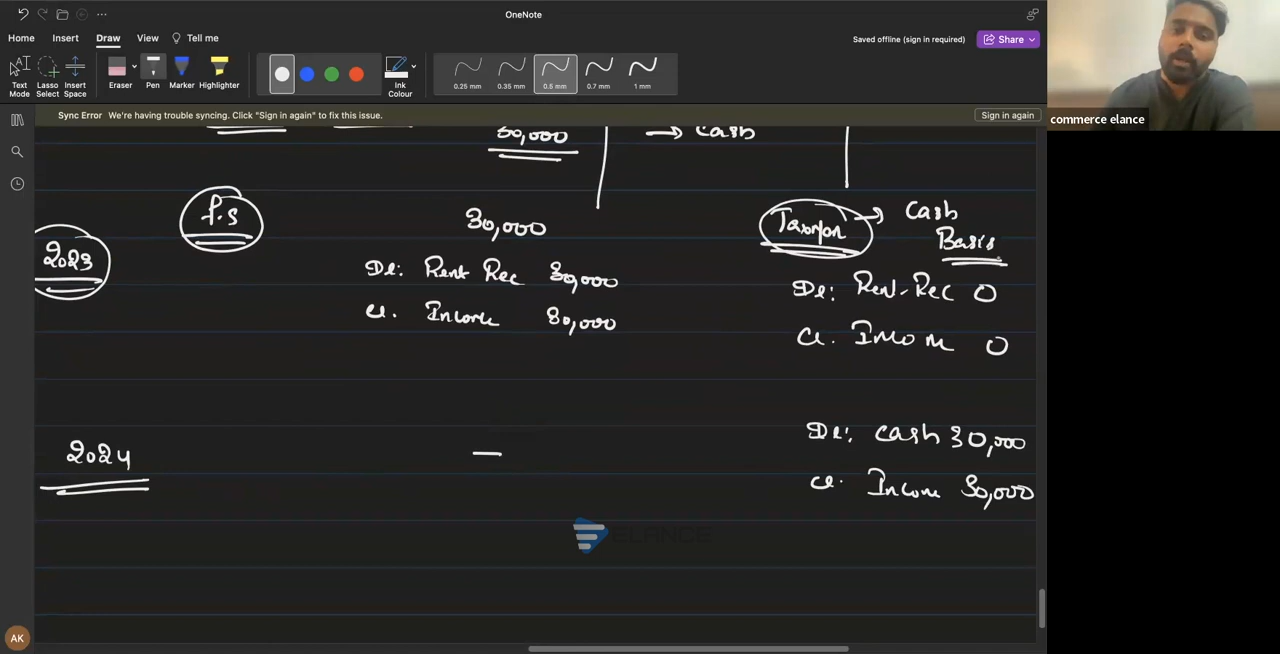 OneNote
Home Insert Draw View Tell me
Saved offline (sign in required)
Share
Text Mode
Lasso Select
Insert Space
Eraser
Pen
Marker
Highlighter
Ink Colour
0.25 mm
0.35 mm
0.5 mm
0.7 mm
1 mm
Sync Error We're having trouble syncing. Click "Sign in again" to fix this issue.
Sign in again
commerce elance
30,000 → Cash
f.s 30,000 → Cash
Basis
2023
De: Rent Rec 30,000
Cr. Income 30,000
De: Rent-Rec 0
Cr. Income 0
2024 —
De: Cash 30,000
Cr. Income 30,000
ELANCE
AK